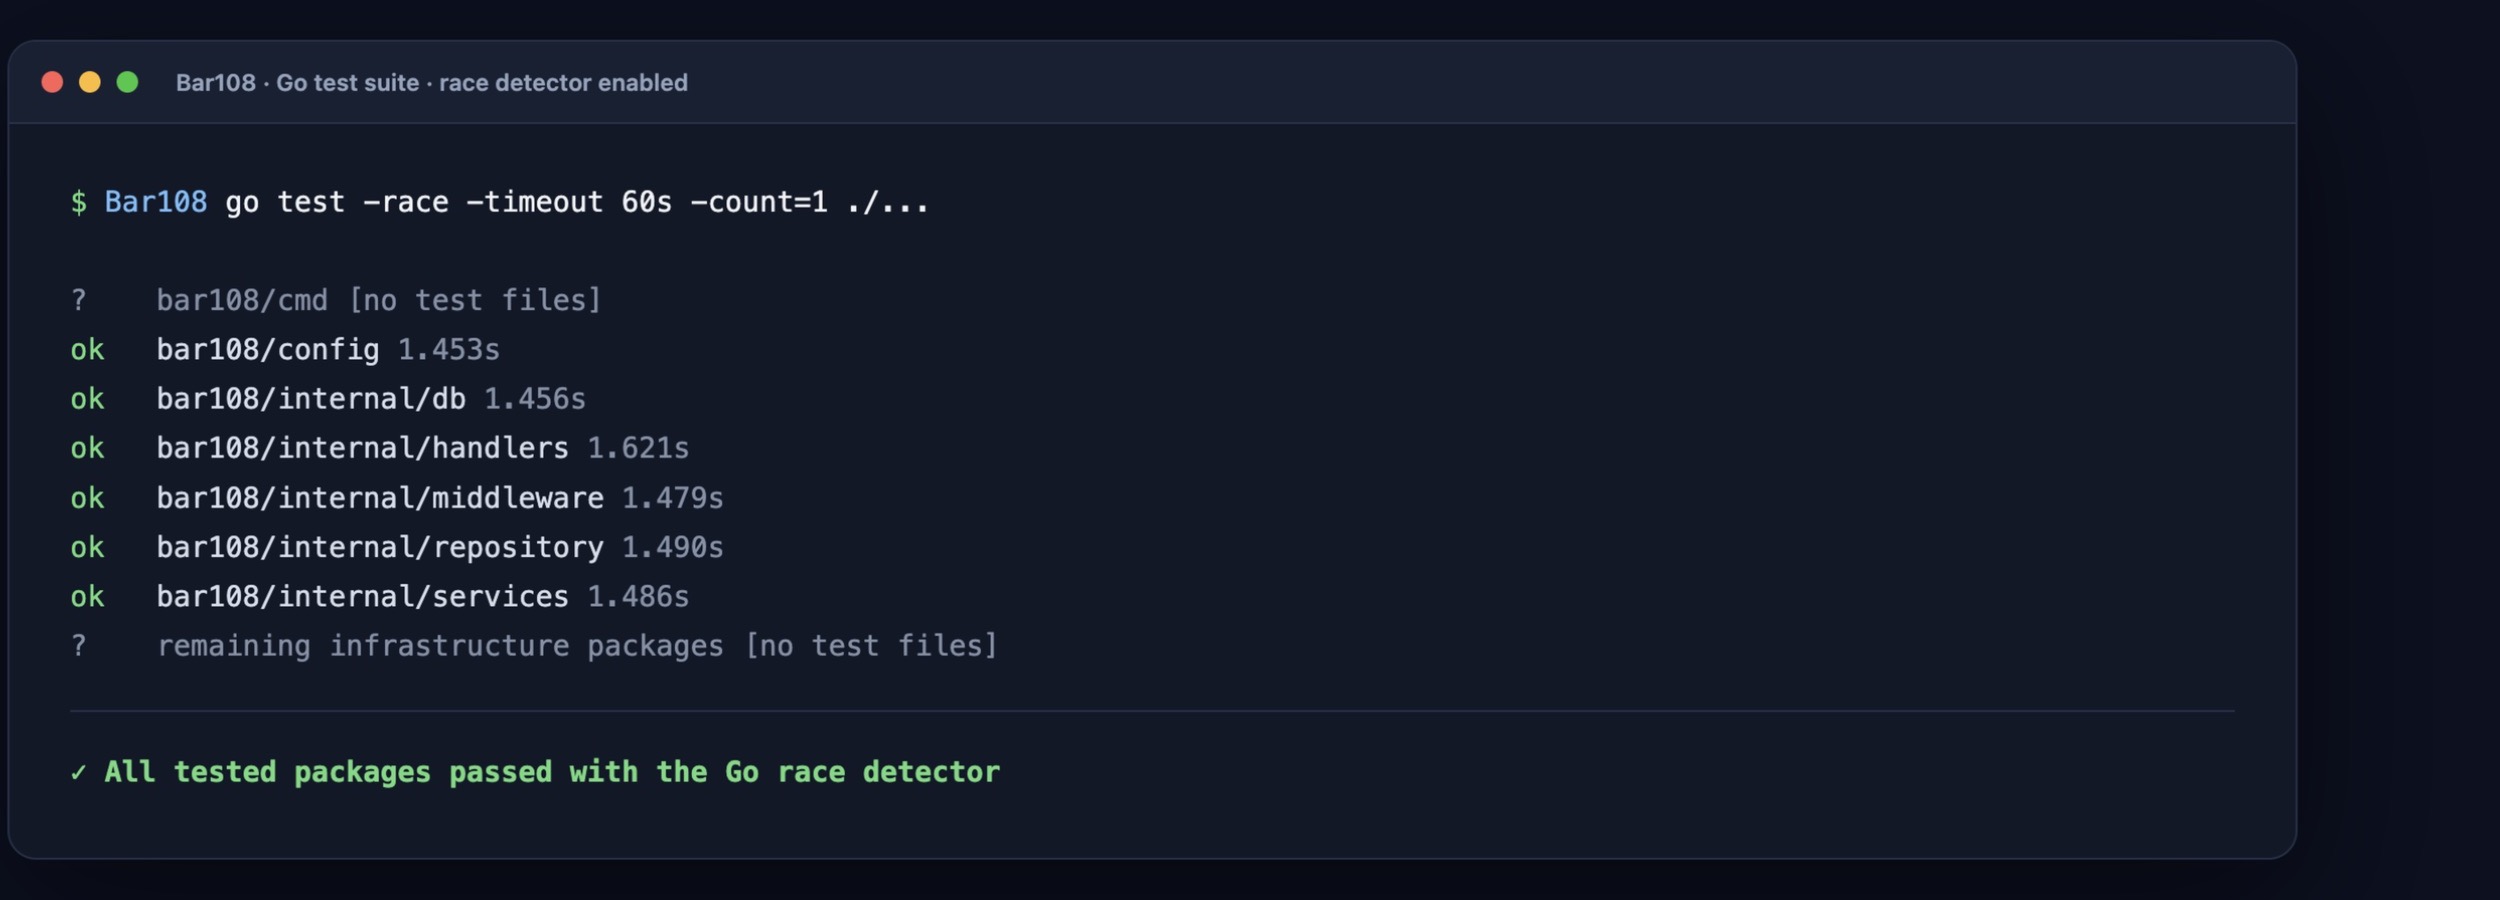 Bar108 · Go test suite · race detector enabled
$ Bar108 go test -race -timeout 60s -count=1 ./...
? bar108/cmd [no test files]
ok bar108/config 1.453s
ok bar108/internal/db 1.456s
ok bar108/internal/handlers 1.621s
ok bar108/internal/middleware 1.479s
ok bar108/internal/repository 1.490s
ok bar108/internal/services 1.486s
? remaining infrastructure packages [no test files]
✓ All tested packages passed with the Go race detector